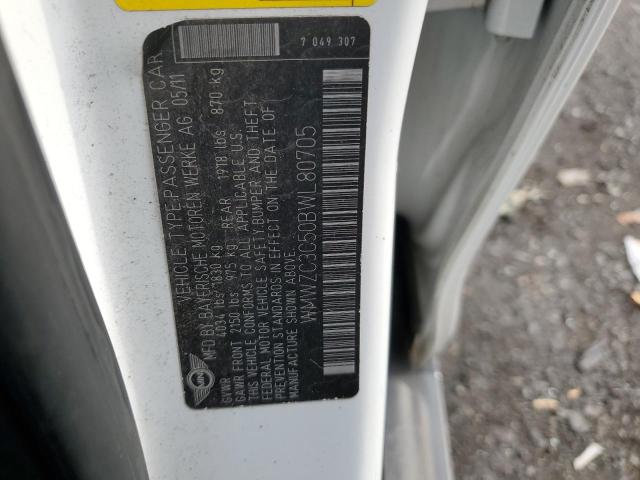 VEHICLE TYPE:PASSENGER CAR
MFD BY BAYERISCHE MOTOREN WERKE AG 05/11
GVWR 4034 lbs 1830 kg
GAWR FRONT 2150 lbs 975 kg REAR 1918 lbs 870 kg
THIS VEHICLE CONFORMS TO ALL APPLICABLE U.S.
FEDERAL MOTOR VEHICLE SAFETY,BUMPER AND THEFT
PREVENTION STANDARDS IN EFFECT ON THE DATE OF
MANUFACTURE SHOWN ABOVE.
WMWZC3C50BWL80705
7 049 307